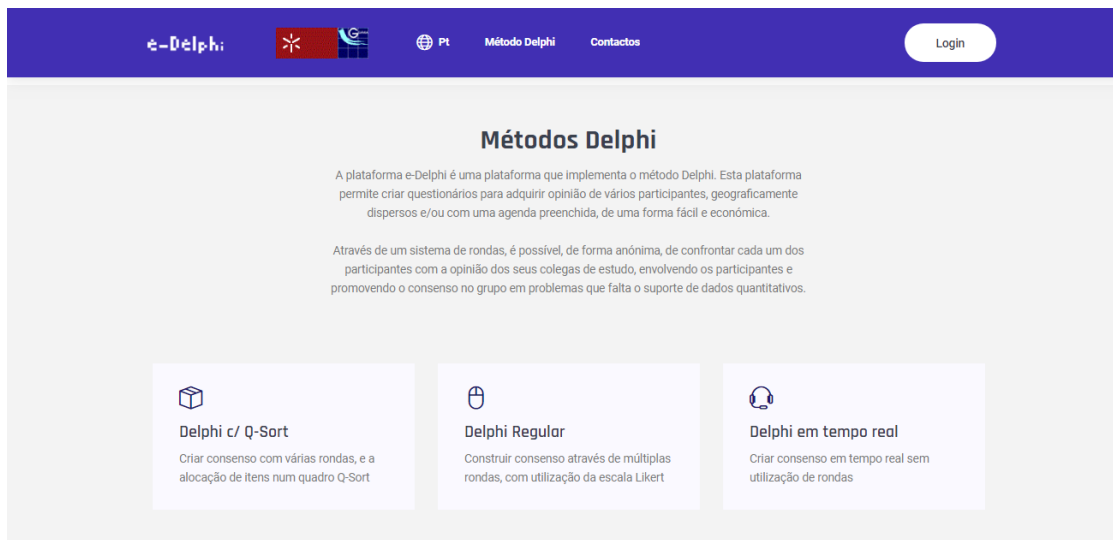 e-Delphi
G
Pt
Método Delphi
Contactos
Login
Métodos Delphi
A plataforma e-Delphi é uma plataforma que implementa o método Delphi. Esta plataforma
permite criar questionários para adquirir opinião de vários participantes, geograficamente
dispersos e/ou com uma agenda preenchida, de uma forma fácil e económica.
Através de um sistema de rondas, é possível, de forma anónima, de confrontar cada um dos
participantes com a opinião dos seus colegas de estudo, envolvendo os participantes e
promovendo o consenso no grupo em problemas que falta o suporte de dados quantitativos.
Delphi c/ Q-Sort
Criar consenso com várias rondas, e a
alocação de itens num quadro Q-Sort
Delphi Regular
Construir consenso através de múltiplas
rondas, com utilização da escala Likert
Delphi em tempo real
Criar consenso em tempo real sem
utilização de rondas